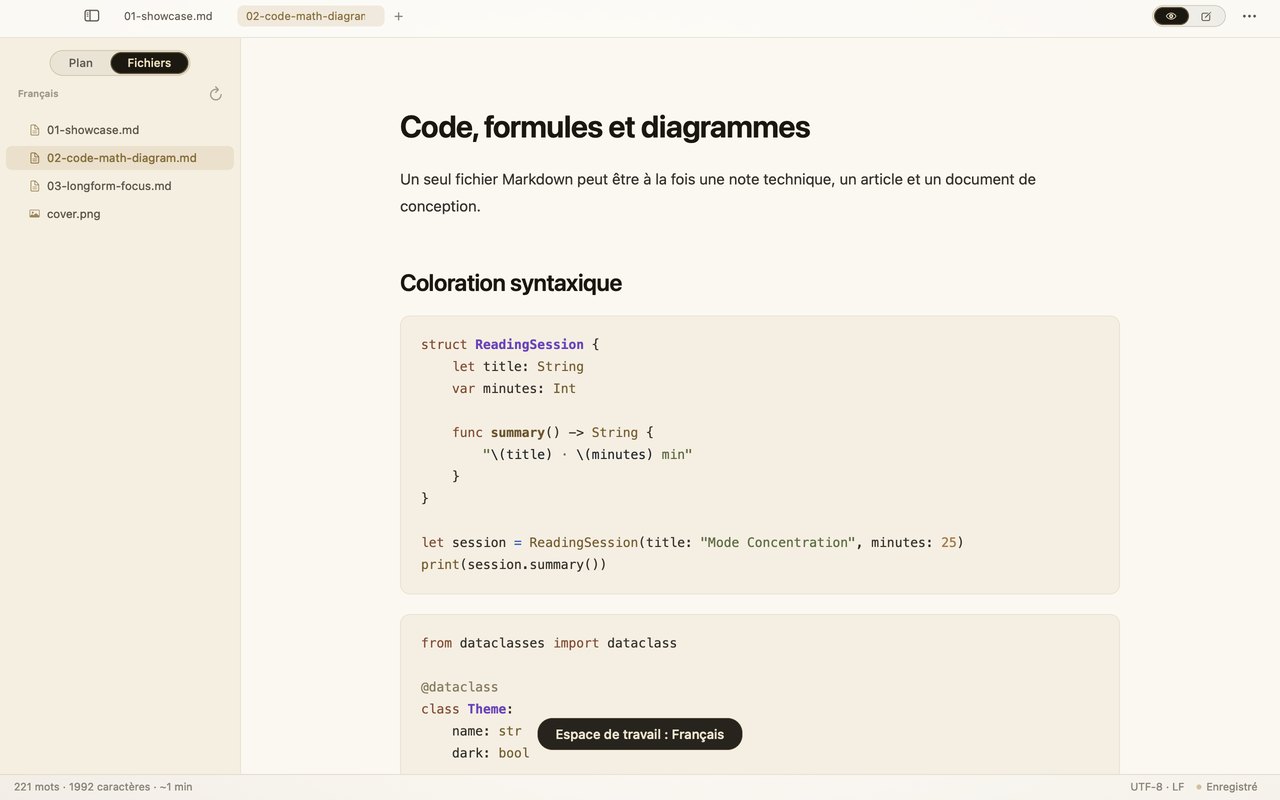 01-showcase.md
02-code-math-diagran
Plan
Fichiers
Français
01-showcase.md
02-code-math-diagram.md
03-longform-focus.md
cover.png
Code, formules et diagrammes
Un seul fichier Markdown peut être à la fois une note technique, un article et un document de
conception.
Coloration syntaxique
struct ReadingSession {
    let title: String
    var minutes: Int
    func summary() -> String {
        "\(title) · \(minutes) min"
    }
}
let session = ReadingSession(title: "Mode Concentration", minutes: 25)
print(session.summary())
from dataclasses import dataclass
@dataclass
class Theme:
    name: str
    dark: bool
Espace de travail : Français
221 mots · 1992 caractères · ~1 min
UTF-8 · LF
Enregistré